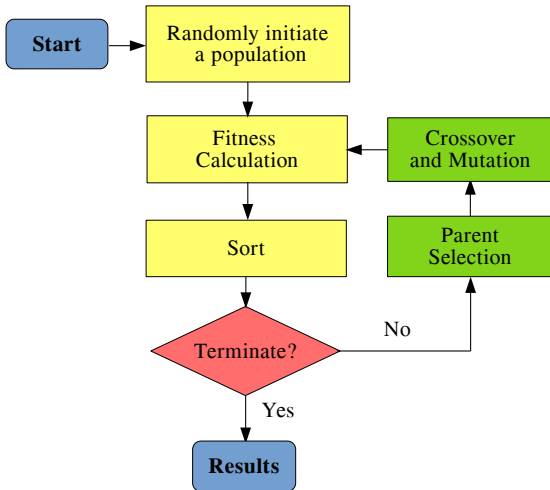 Start
Randomly initiate
a population
Fitness
Calculation
Crossover
and Mutation
Sort
Parent
Selection
Terminate?
No
Yes
Results